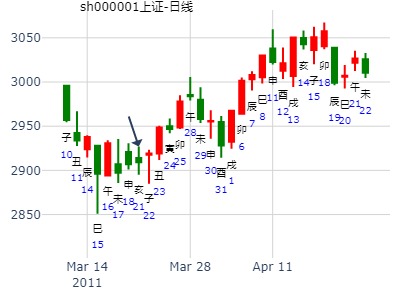 sh000001上证-日线
3050
3000
2950
2900
2850
子
10
丑
11
辰
14
巳
15
午
16
未
17
申
18
亥
21
子
22
丑
23
寅
24
卯
25
午
28
未
29
申
30
酉
31
戌
1
卯
6
辰
7
巳
8
申
11
酉
12
戌
13
亥
14
子
15
卯
18
辰
19
巳
20
午
21
未
22
Mar 14
2011
Mar 28
Apr 11